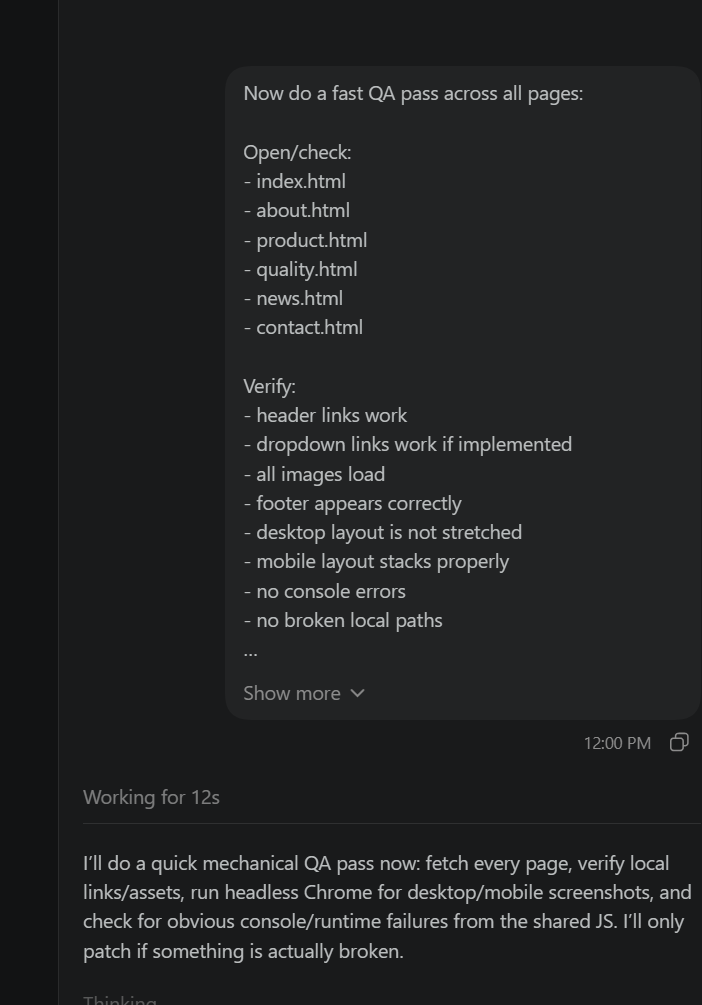 Now do a fast QA pass across all pages:
Open/check:
- index.html
- about.html
- product.html
- quality.html
- news.html
- contact.html
Verify:
- header links work
- dropdown links work if implemented
- all images load
- footer appears correctly
- desktop layout is not stretched
- mobile layout stacks properly
- no console errors
- no broken local paths
...
Show more
12:00 PM
Working for 12s
I’ll do a quick mechanical QA pass now: fetch every page, verify local
links/assets, run headless Chrome for desktop/mobile screenshots, and
check for obvious console/runtime failures from the shared JS. I’ll only
patch if something is actually broken.
Thinking